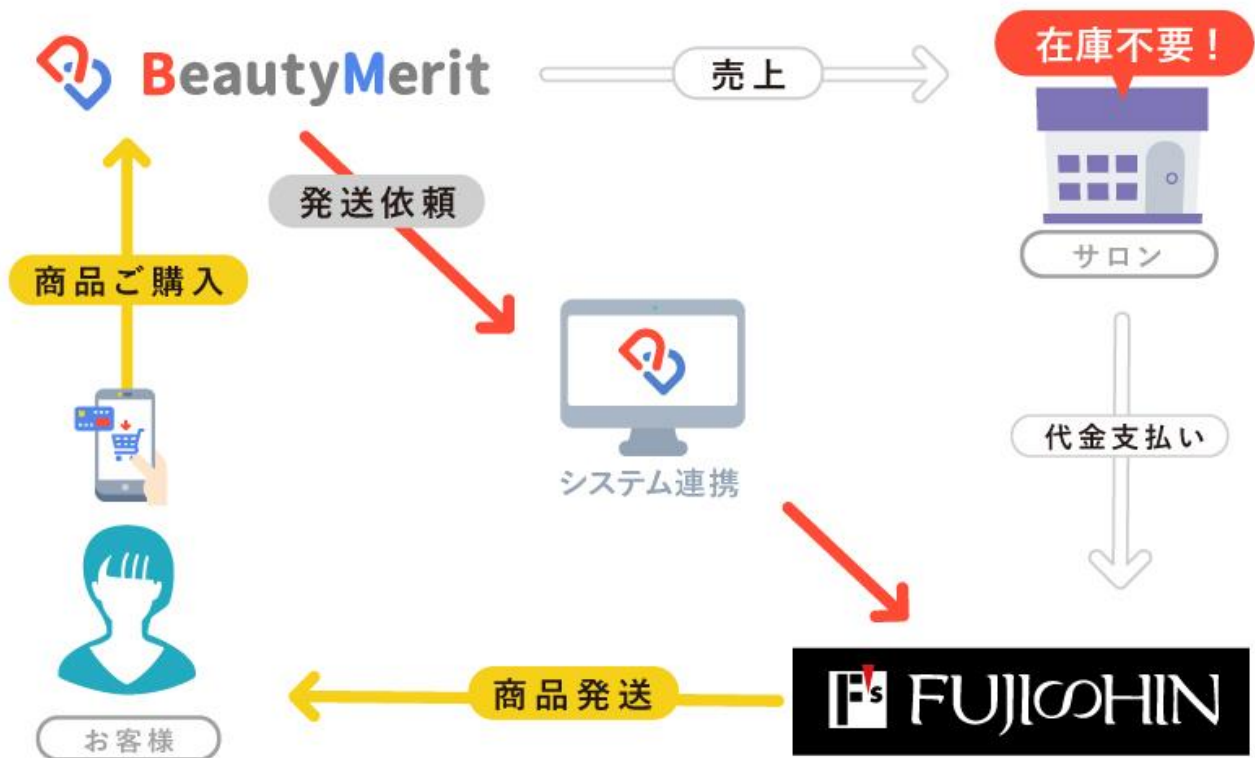 BeautyMerit
売上
在庫不要！
発送依頼
サロン
商品ご購入
システム連携
代金支払い
商品発送
F's FUJISHIN
お客様